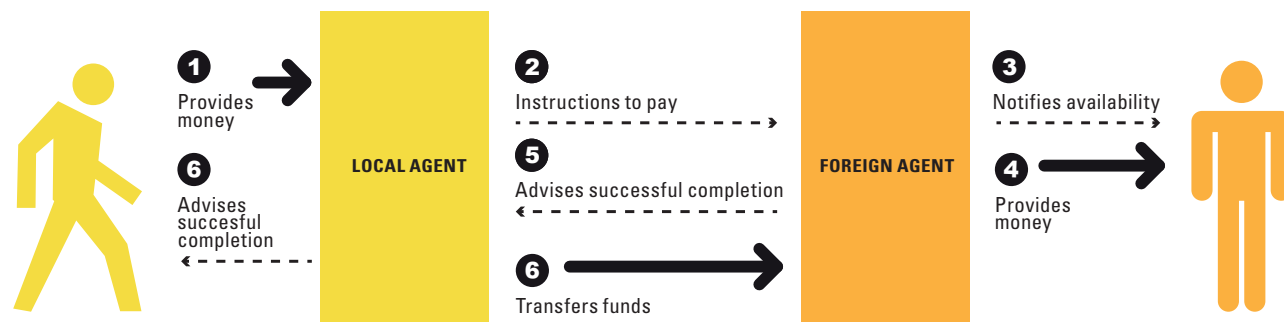 1
Provides
money
6
Advises
succesful
completion
LOCAL AGENT
2
Instructions to pay
5
Advises successful completion
6
Transfers funds
FOREIGN AGENT
3
Notifies availability
4
Provides
money